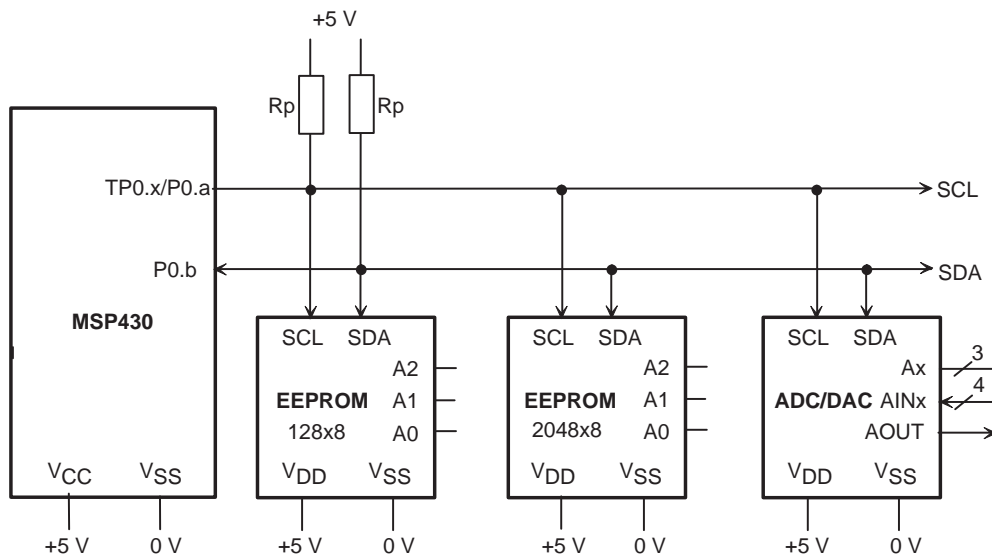 +5 V
Rp Rp
TP0.x/P0.a
SCL
P0.b
SDA
MSP430
SCL SDA
SCL SDA
SCL SDA
A2
A2
Ax 3
EEPROM A1
EEPROM A1
ADC/DAC AINx 4
128x8 A0
2048x8 A0
AOUT
VCC VSS
VDD VSS
VDD VSS
VDD VSS
+5 V 0 V
+5 V 0 V
+5 V 0 V
+5 V 0 V